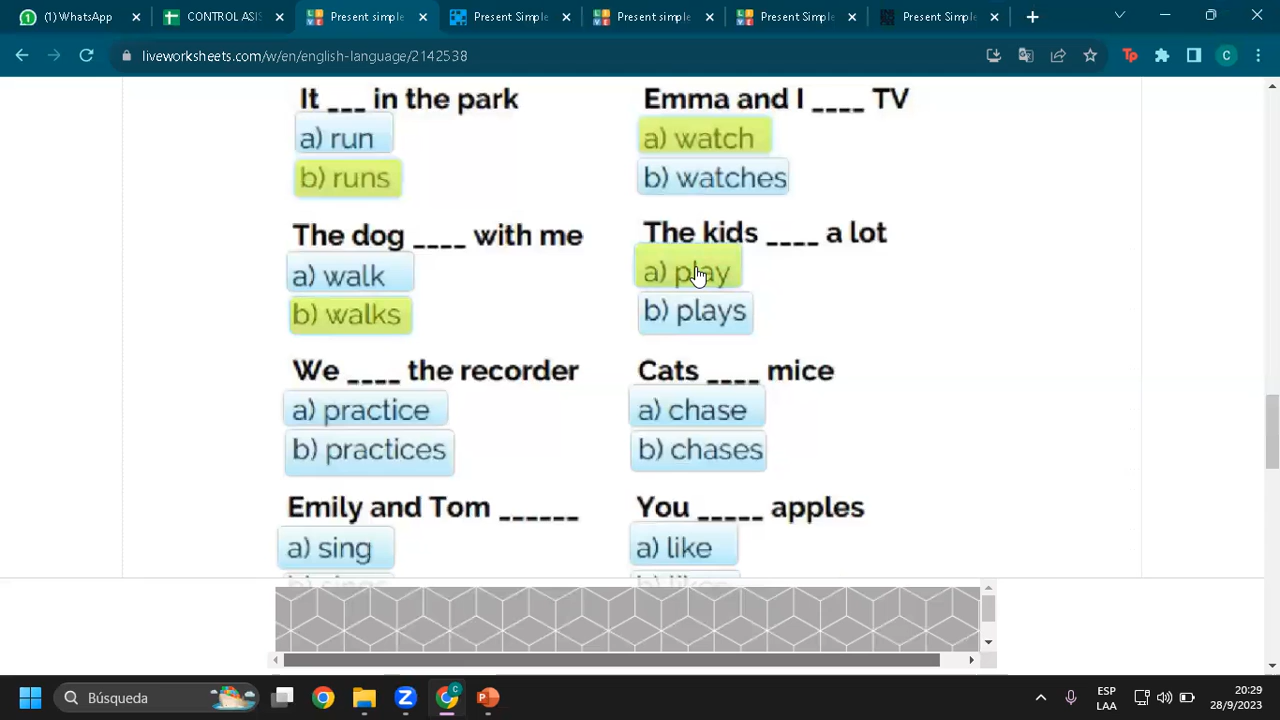 (1) WhatsApp
CONTROL ASIS
Present simple
Present Simple
Present simple
Present Simple
Present Simple
liveworksheets.com/w/en/english-language/2142538
It ___ in the park
a) run
b) runs
Emma and I ____ TV
a) watch
b) watches
The dog ____ with me
a) walk
b) walks
The kids ____ a lot
a) play
b) plays
We ____ the recorder
a) practice
b) practices
Cats ____ mice
a) chase
b) chases
Emily and Tom ______
a) sing
b) sings
You _____ apples
a) like
b) likes
Búsqueda
ESP
LAA
20:29
28/9/2023